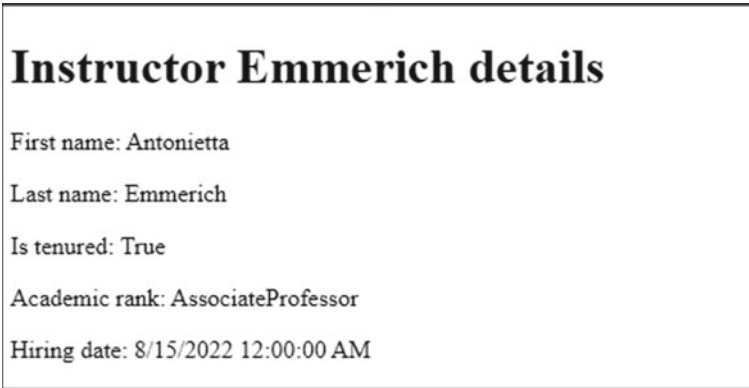 Instructor Emmerich details
First name: Antonietta
Last name: Emmerich
Is tenured: True
Academic rank: AssociateProfessor
Hiring date: 8/15/2022 12:00:00 AM